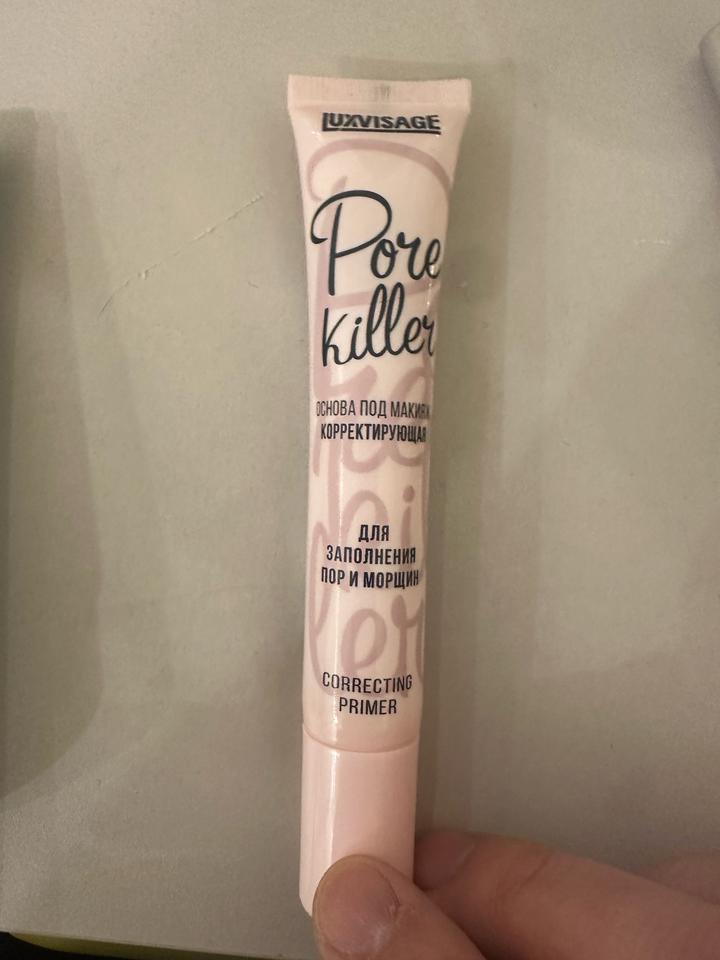 LUXVISAGE
Pore
killer
ОСНОВА ПОД МАКИЯЖ
КОРРЕКТИРУЮЩАЯ
ДЛЯ
ЗАПОЛНЕНИЯ
ПОР И МОРЩИН
CORRECTING
PRIMER